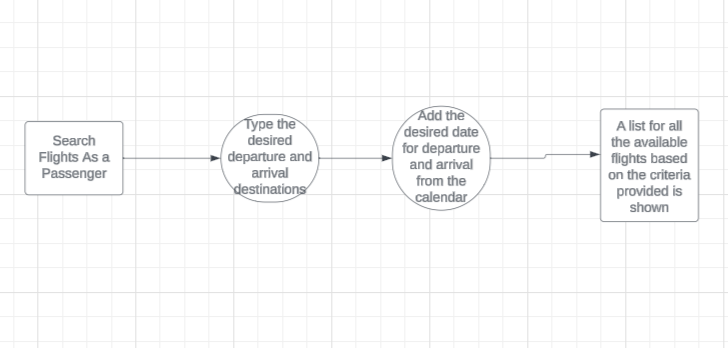 Search
Flights As a
Passenger
Type the
desired
departure and
arrival
destinations
Add the
desired date
for departure
and arrival
from the
calendar
A list for all
the available
flights based
on the criteria
provided is
shown